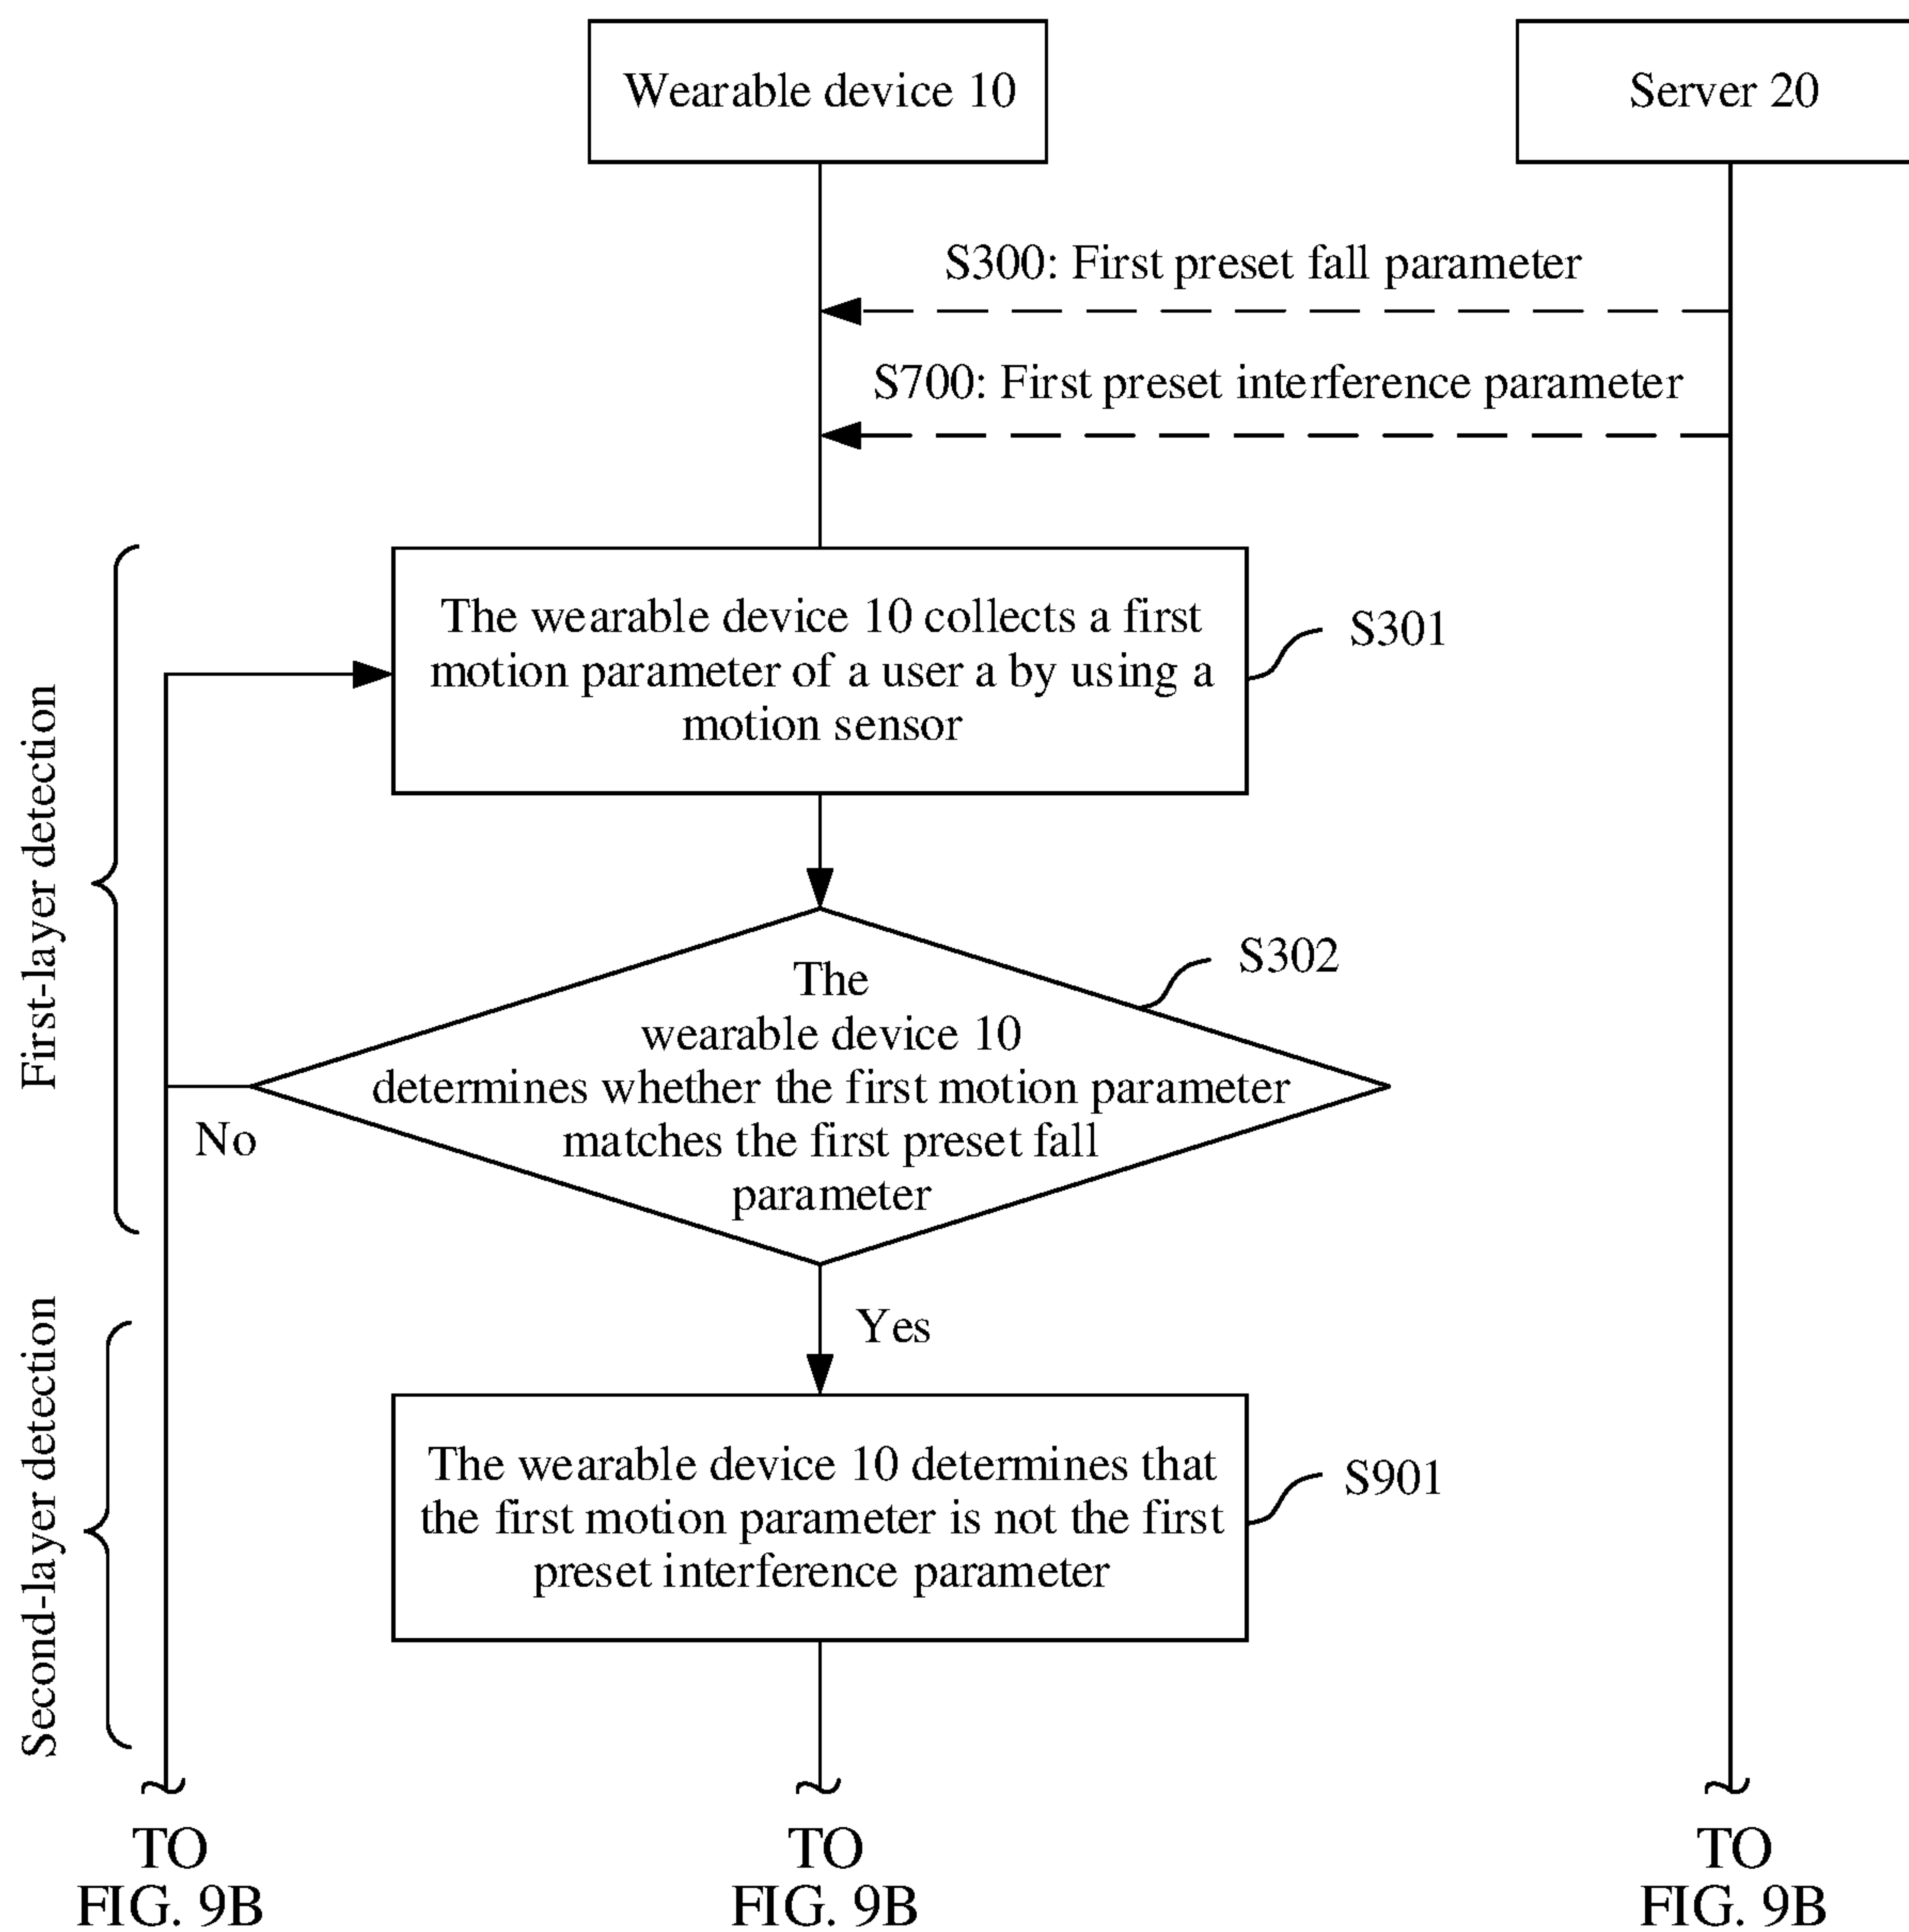 Wearable device 10
Server 20
S300: First preset fall parameter
S700: First preset interference parameter
First-layer detection
The wearable device 10 collects a first
motion parameter of a user a by using a
motion sensor
S301
The
wearable device 10
determines whether the first motion parameter
matches the first preset fall
parameter
S302
No
Yes
Second-layer detection
The wearable device 10 determines that
the first motion parameter is not the first
preset interference parameter
S901
TO
FIG. 9B
TO
FIG. 9B
TO
FIG. 9B